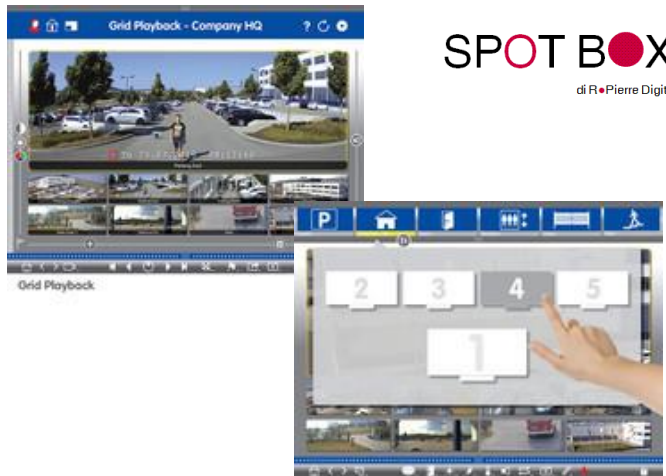 Grid Playback - Company HQ
?
SPOT BOX
di R●Pierre Digit
P
Grid Playback
2 3 4 5
1